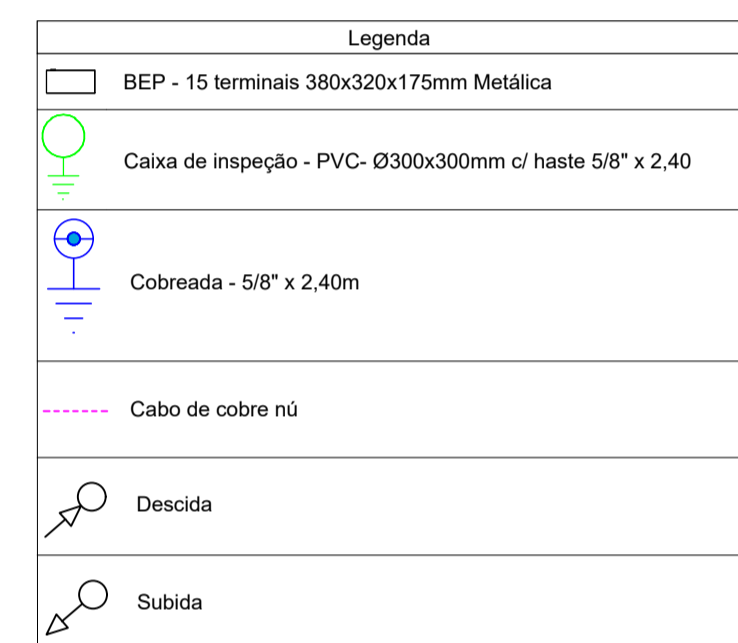 Legenda
BEP - 15 terminais 380x320x175mm Metálica
Caixa de inspeção - PVC- Ø300x300mm c/ haste 5/8" x 2,40
Cobreada - 5/8" x 2,40m
Cabo de cobre nú
Descida
Subida